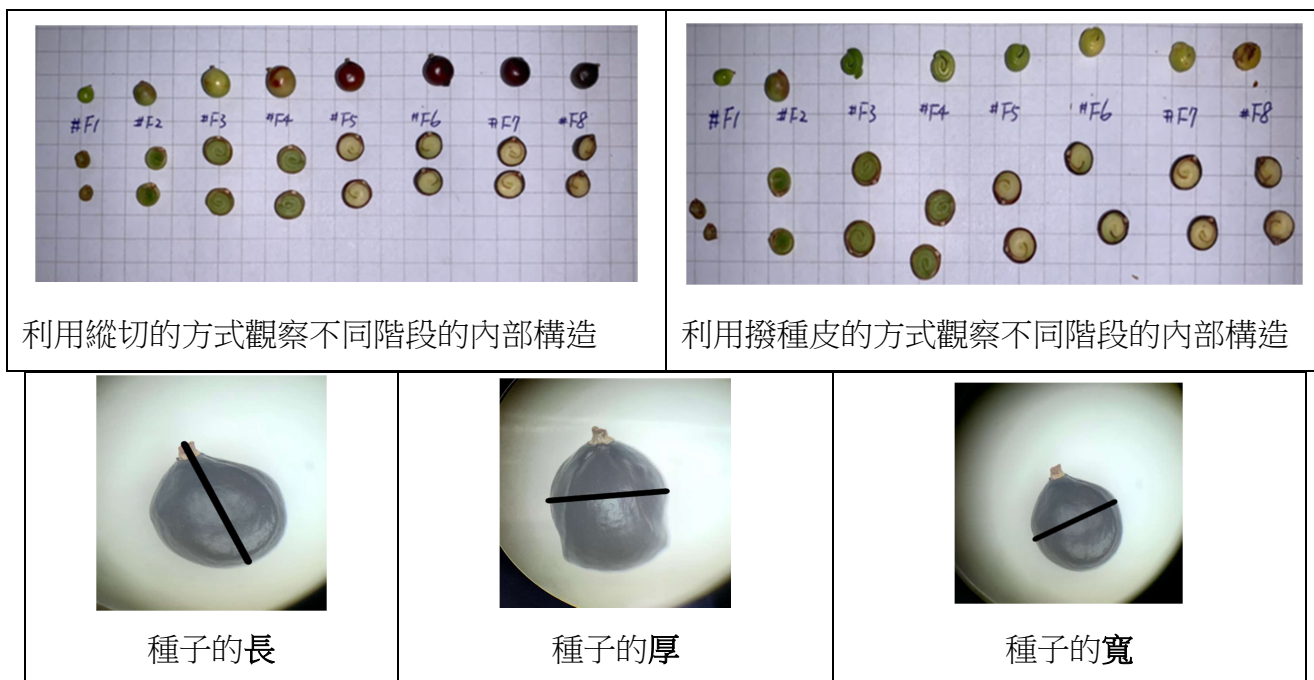 #F1 #F2 #F3 #F4 #F5 #F6 #F7 #F8
#F1 #F2 #F3 #F4 #F5 #F6 #F7 #F8
利用縱切的方式觀察不同階段的內部構造
利用撥種皮的方式觀察不同階段的內部構造
種子的長
種子的厚
種子的寬